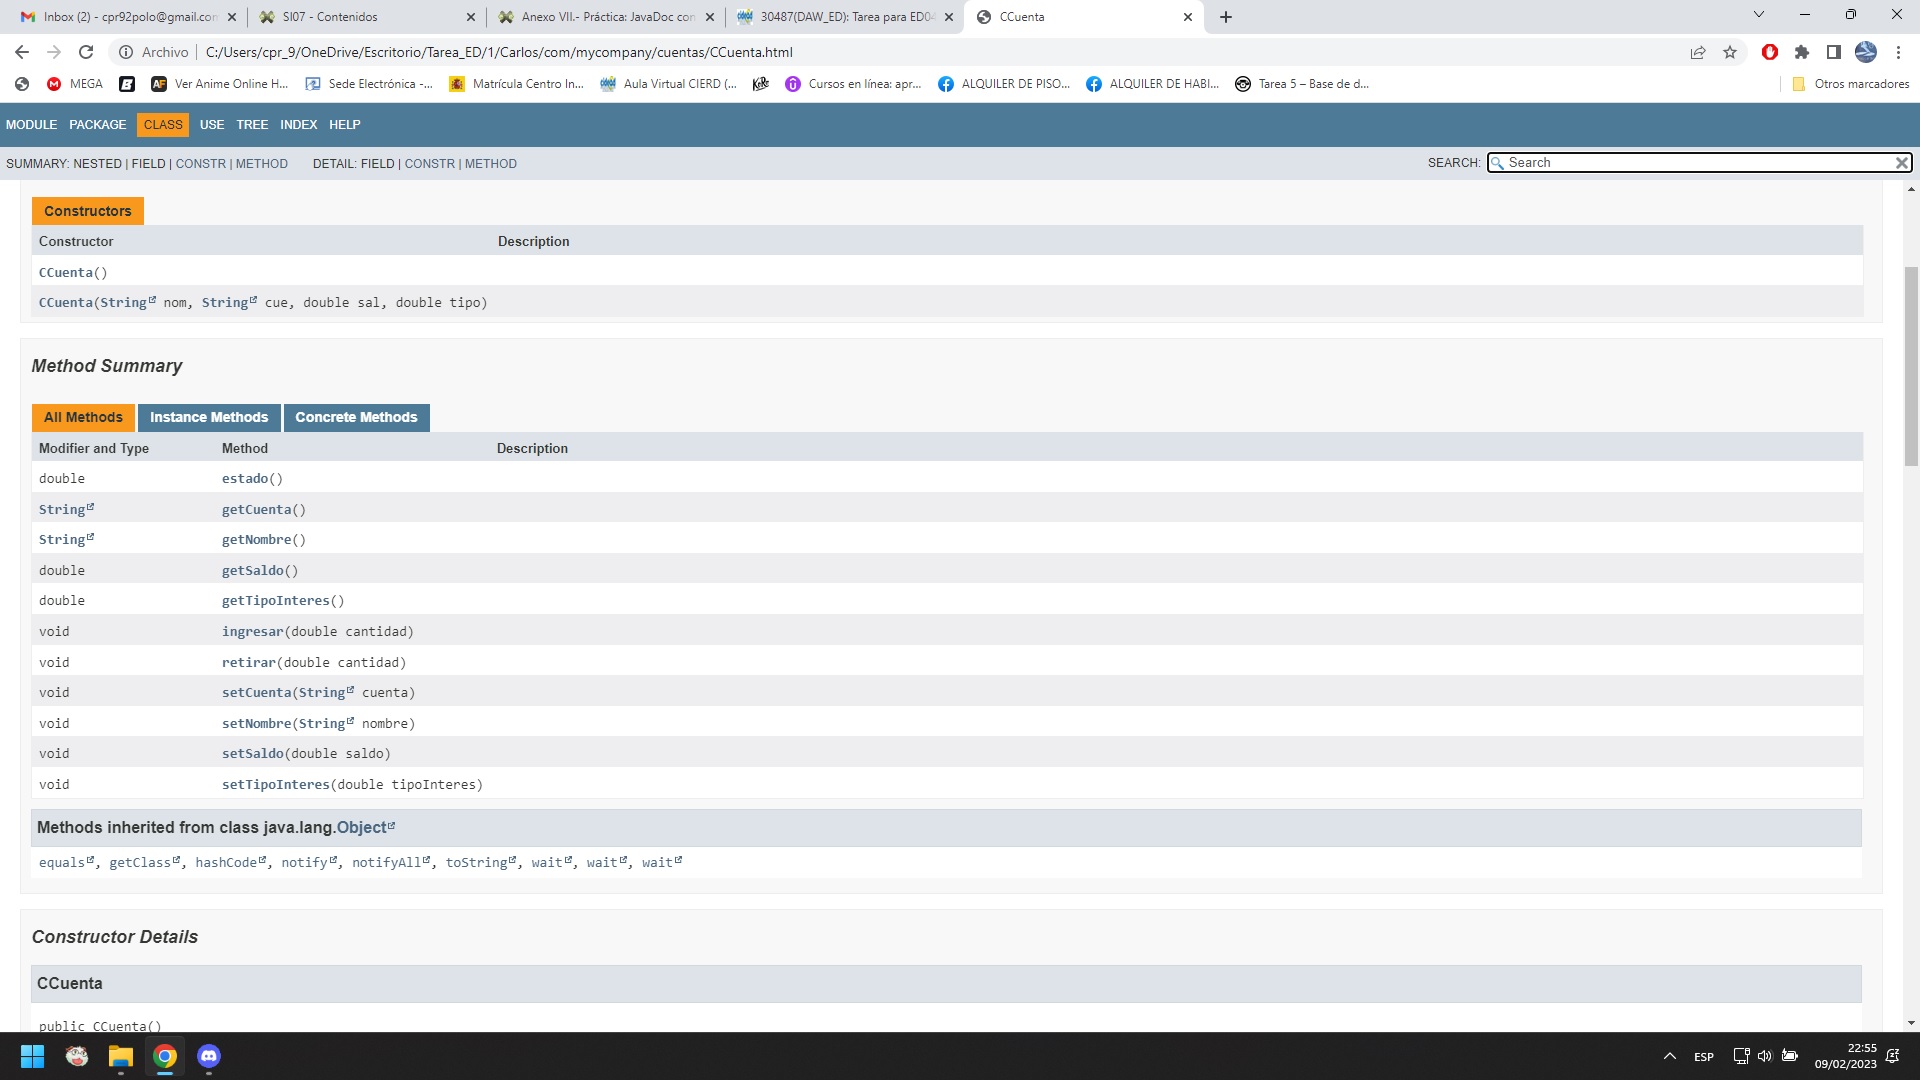 Inbox (2) - cpr92polo@gmail.con
SI07 - Contenidos
Anexo VII.- Práctica: JavaDoc con
30487(DAW_ED): Tarea para ED04
CCuenta
Archivo
C:/Users/cpr_9/OneDrive/Escritorio/Tarea_ED/1/Carlos/com/mycompany/cuentas/CCuenta.html
MEGA
Ver Anime Online H...
Sede Electrónica -...
Matrícula Centro In...
Aula Virtual CIERD (...
Cursos en línea: apr...
ALQUILER DE PISO...
ALQUILER DE HABI...
Tarea 5 – Base de d...
Otros marcadores
MODULE PACKAGE CLASS USE TREE INDEX HELP
SUMMARY: NESTED | FIELD | CONSTR | METHOD DETAIL: FIELD | CONSTR | METHOD
SEARCH: Search
Constructors
Constructor Description
CCuenta()
CCuenta(String nom, String cue, double sal, double tipo)
Method Summary
All Methods Instance Methods Concrete Methods
Modifier and Type Method Description
double estado()
String getCuenta()
String getNombre()
double getSaldo()
double getTipoInteres()
void ingresar(double cantidad)
void retirar(double cantidad)
void setCuenta(String cuenta)
void setNombre(String nombre)
void setSaldo(double saldo)
void setTipoInteres(double tipoInteres)
Methods inherited from class java.lang.Object
equals, getClass, hashCode, notify, notifyAll, toString, wait, wait, wait
Constructor Details
CCuenta
public CCuenta()
ESP
22:55
09/02/2023